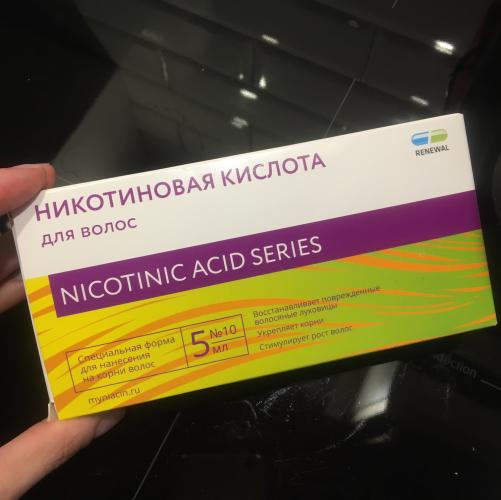 RENEWAL
НИКОТИНОВАЯ КИСЛОТА
ДЛЯ ВОЛОС
NICOTINIC ACID SERIES
Специальная форма
для нанесения
на корни волос
5 №10
мл
Восстанавливает поврежденные
волосяные луковицы
Укрепляет корни
Стимулирует рост волос
myniacin.ru